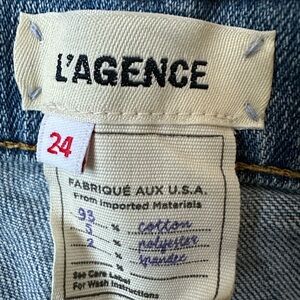 L'AGENCE
24
FABRIQUÉ AUX U.S.A.
From Imported Materials
93 % cotton
5 % polyester
2 % spandex
%
See Care Label
For Wash Instructions